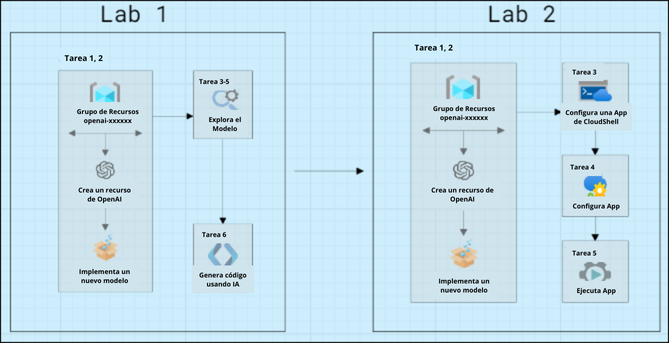 Lab 1
Tarea 1, 2
Grupo de Recursos
openai-xxxxxx
Crea un recurso
de OpenAI
Implementa un
nuevo modelo
Tarea 3-5
Explora el
Modelo
Tarea 6
Genera código
usando IA
Lab 2
Tarea 1, 2
Grupo de Recursos
openai-xxxxxx
Crea un recurso
de OpenAI
Implementa un
nuevo modelo
Tarea 3
Configura una App
de CloudShell
Tarea 4
Configura App
Tarea 5
Ejecuta App